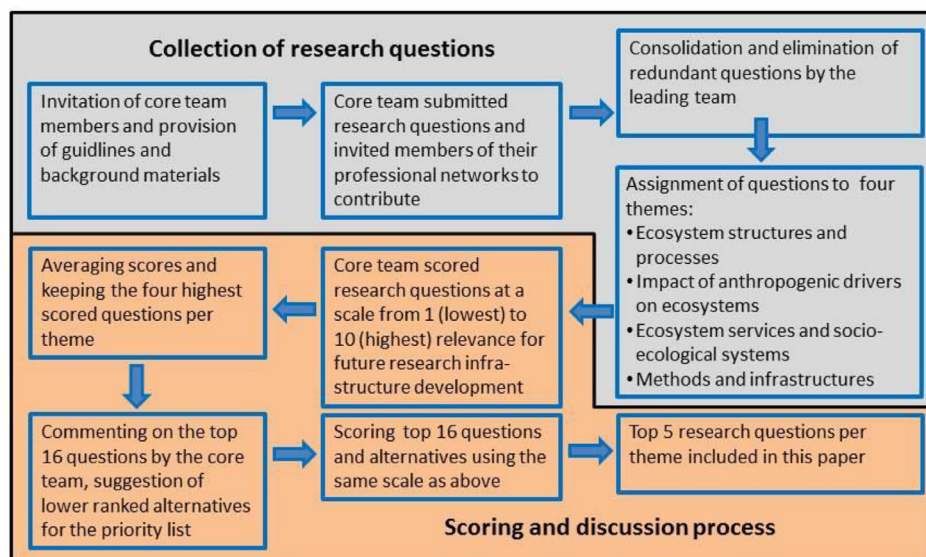 Collection of research questions
Invitation of core team
members and provision
of guidlines and
background materials
Core team submitted
research questions and
invited members of their
professional networks to
contribute
Consolidation and elimination of
redundant questions by the
leading team
Assignment of questions to four
themes:
• Ecosystem structures and
processes
• Impact of anthropogenic drivers
on ecosystems
• Ecosystem services and socio-
ecological systems
• Methods and infrastructures
Core team scored
research questions at a
scale from 1 (lowest) to
10 (highest) relevance for
future research infra-
structure development
Averaging scores and
keeping the four highest
scored questions per
theme
Commenting on the top
16 questions by the core
team, suggestion of
lower ranked alternatives
for the priority list
Scoring top 16 questions
and alternatives using the
same scale as above
Top 5 research questions per
theme included in this paper
Scoring and discussion process